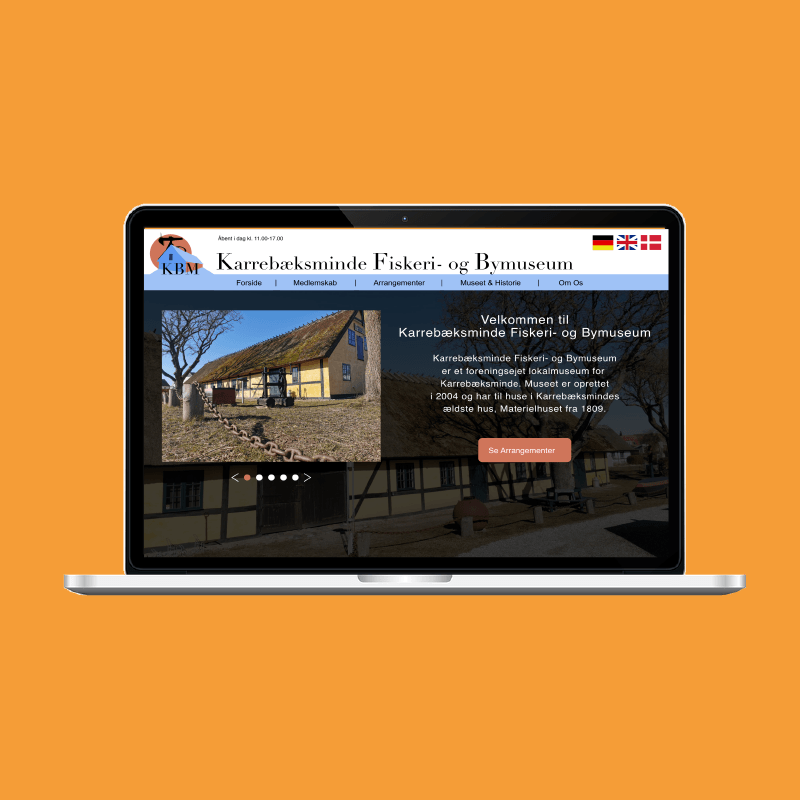 Åbent i dag kl. 11.00-17.00
KBM
Karrebæksminde Fiskeri- og Bymuseum
Forside | Medlemskab | Arrangementer | Museet & Historie | Om Os
Velkommen til
Karrebæksminde Fiskeri- og Bymuseum
Karrebæksminde Fiskeri- og Bymuseum
er et foreningsejet lokalmuseum for
Karrebæksminde. Museet er oprettet
i 2004 og har til huse i Karrebæksmindes
ældste hus, Materielhuset fra 1809.
Se Arrangementer